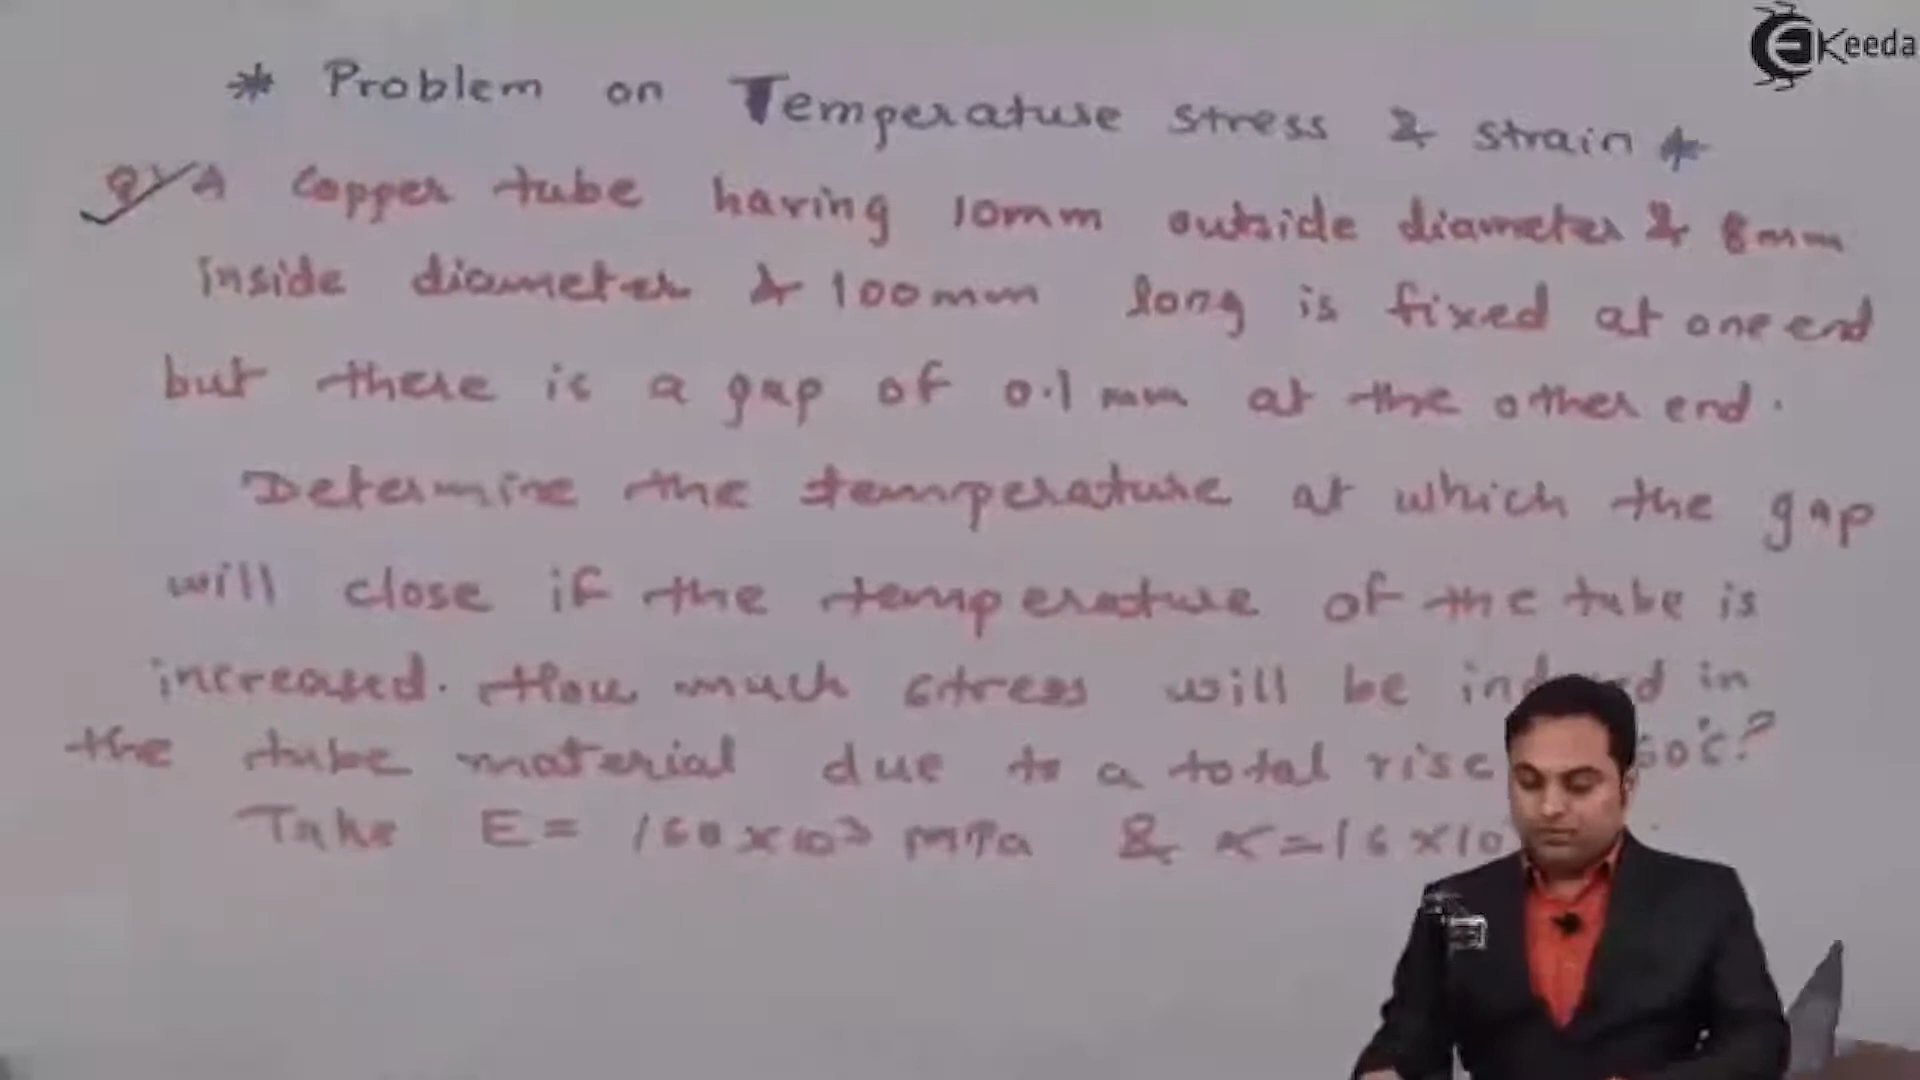 EKeeda
* Problem on Temperature stress & strain *
Q1 A copper tube having 10mm outside diameter & 8mm
inside diameter & 100mm long is fixed at one end
but there is a gap of 0.1 mm at the other end.
Determine the temperature at which the gap
will close if the temperature of the tube is
increased. How much stress will be in
the tube material due to a total rise 60°c?
Take E = 160×10³ MPa & α = 16×10